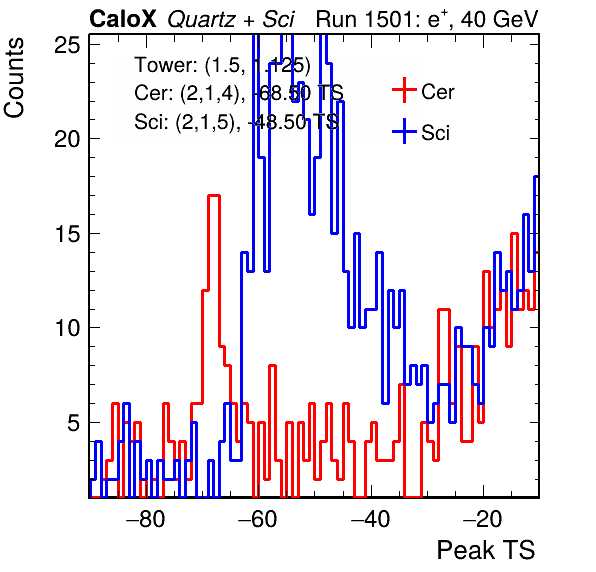 CaloX Quartz + Sci Run 1501: e+, 40 GeV
Counts
Tower: (1.5, 1.125)
Cer: (2,1,4), -68.50 TS
Sci: (2,1,5), -48.50 TS
Cer
Sci
25
20
15
10
5
−80 −60 −40 −20
Peak TS